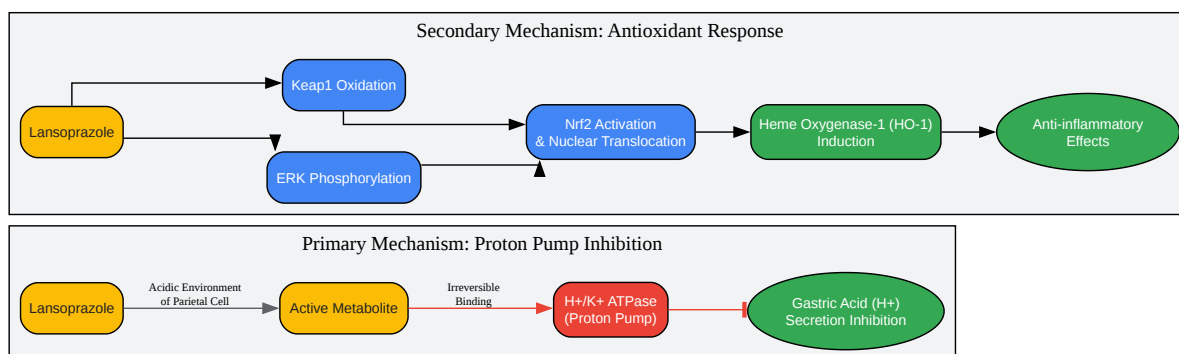 Secondary Mechanism: Antioxidant Response
Keap1 Oxidation
Lansoprazole
Nrf2 Activation
& Nuclear Translocation
Heme Oxygenase-1 (HO-1)
Induction
Anti-inflammatory
Effects
ERK Phosphorylation
Primary Mechanism: Proton Pump Inhibition
Lansoprazole
Acidic Environment
of Parietal Cell
Active Metabolite
Irreversible
Binding
H+/K+ ATPase
(Proton Pump)
Gastric Acid (H+)
Secretion Inhibition